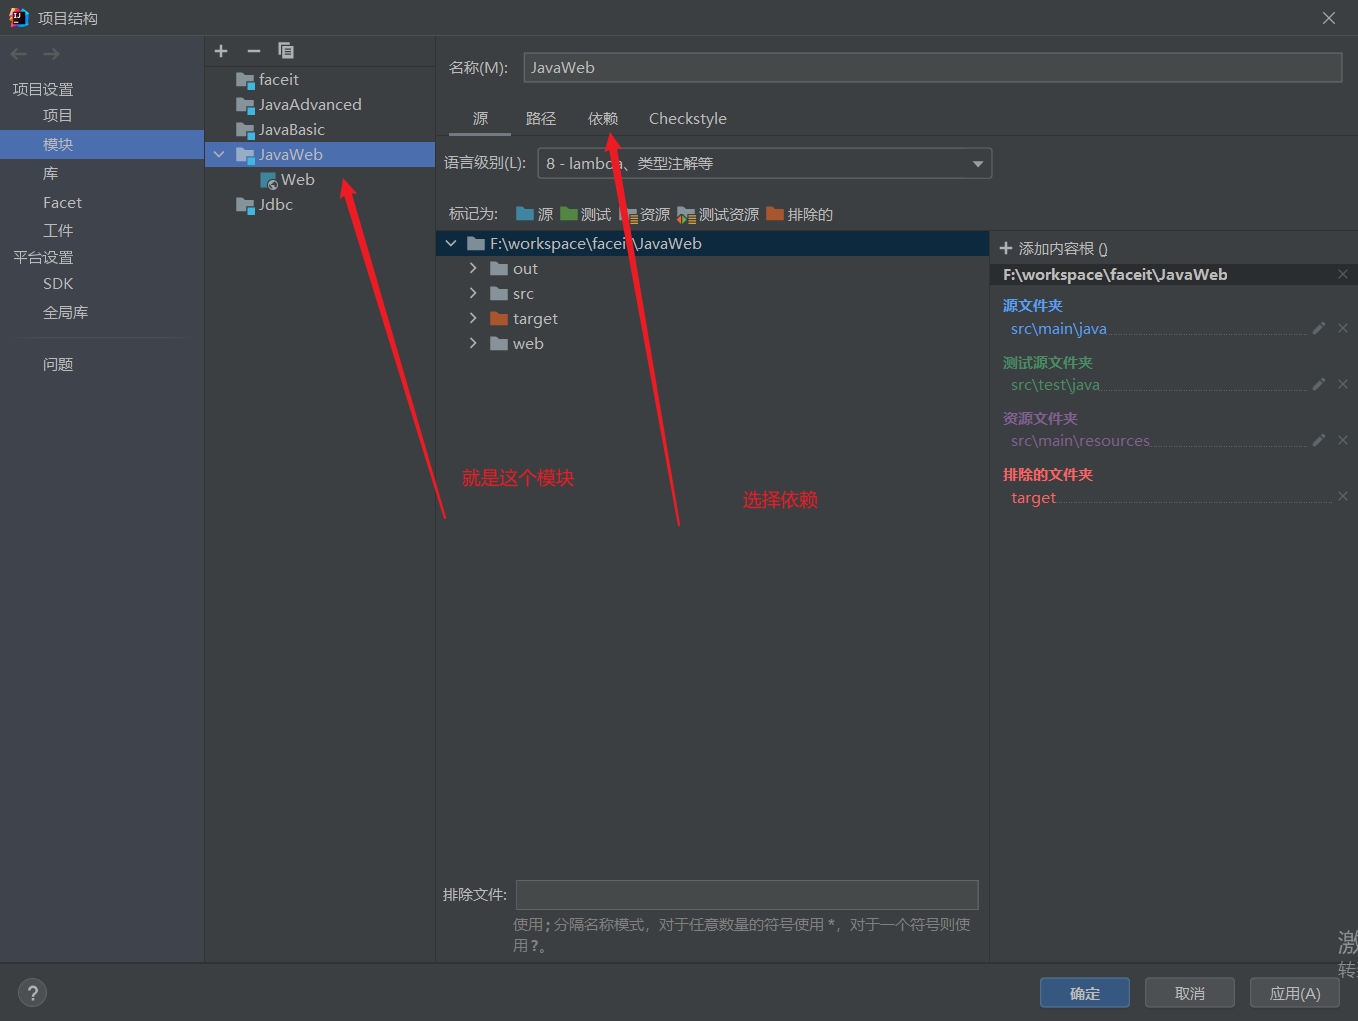 项目结构
项目设置
项目
模块
库
Facet
工件
平台设置
SDK
全局库
问题
faceit
JavaAdvanced
JavaBasic
JavaWeb
Web
Jdbc
名称(M):
JavaWeb
源
路径
依赖
Checkstyle
语言级别(L):
8 - lambda、类型注解等
标记为: 源 测试 资源 测试资源 排除的
F:\workspace\faceit\JavaWeb
out
src
target
web
就是这个模块
选择依赖
添加内容根 ()
F:\workspace\faceit\JavaWeb
源文件夹
src\main\java
测试源文件夹
src\test\java
资源文件夹
src\main\resources
排除的文件夹
target
排除文件:
使用 ; 分隔名称模式，对于任意数量的符号使用 *，对于一个符号则使
用 ?。
激
转
?
确定
取消
应用(A)